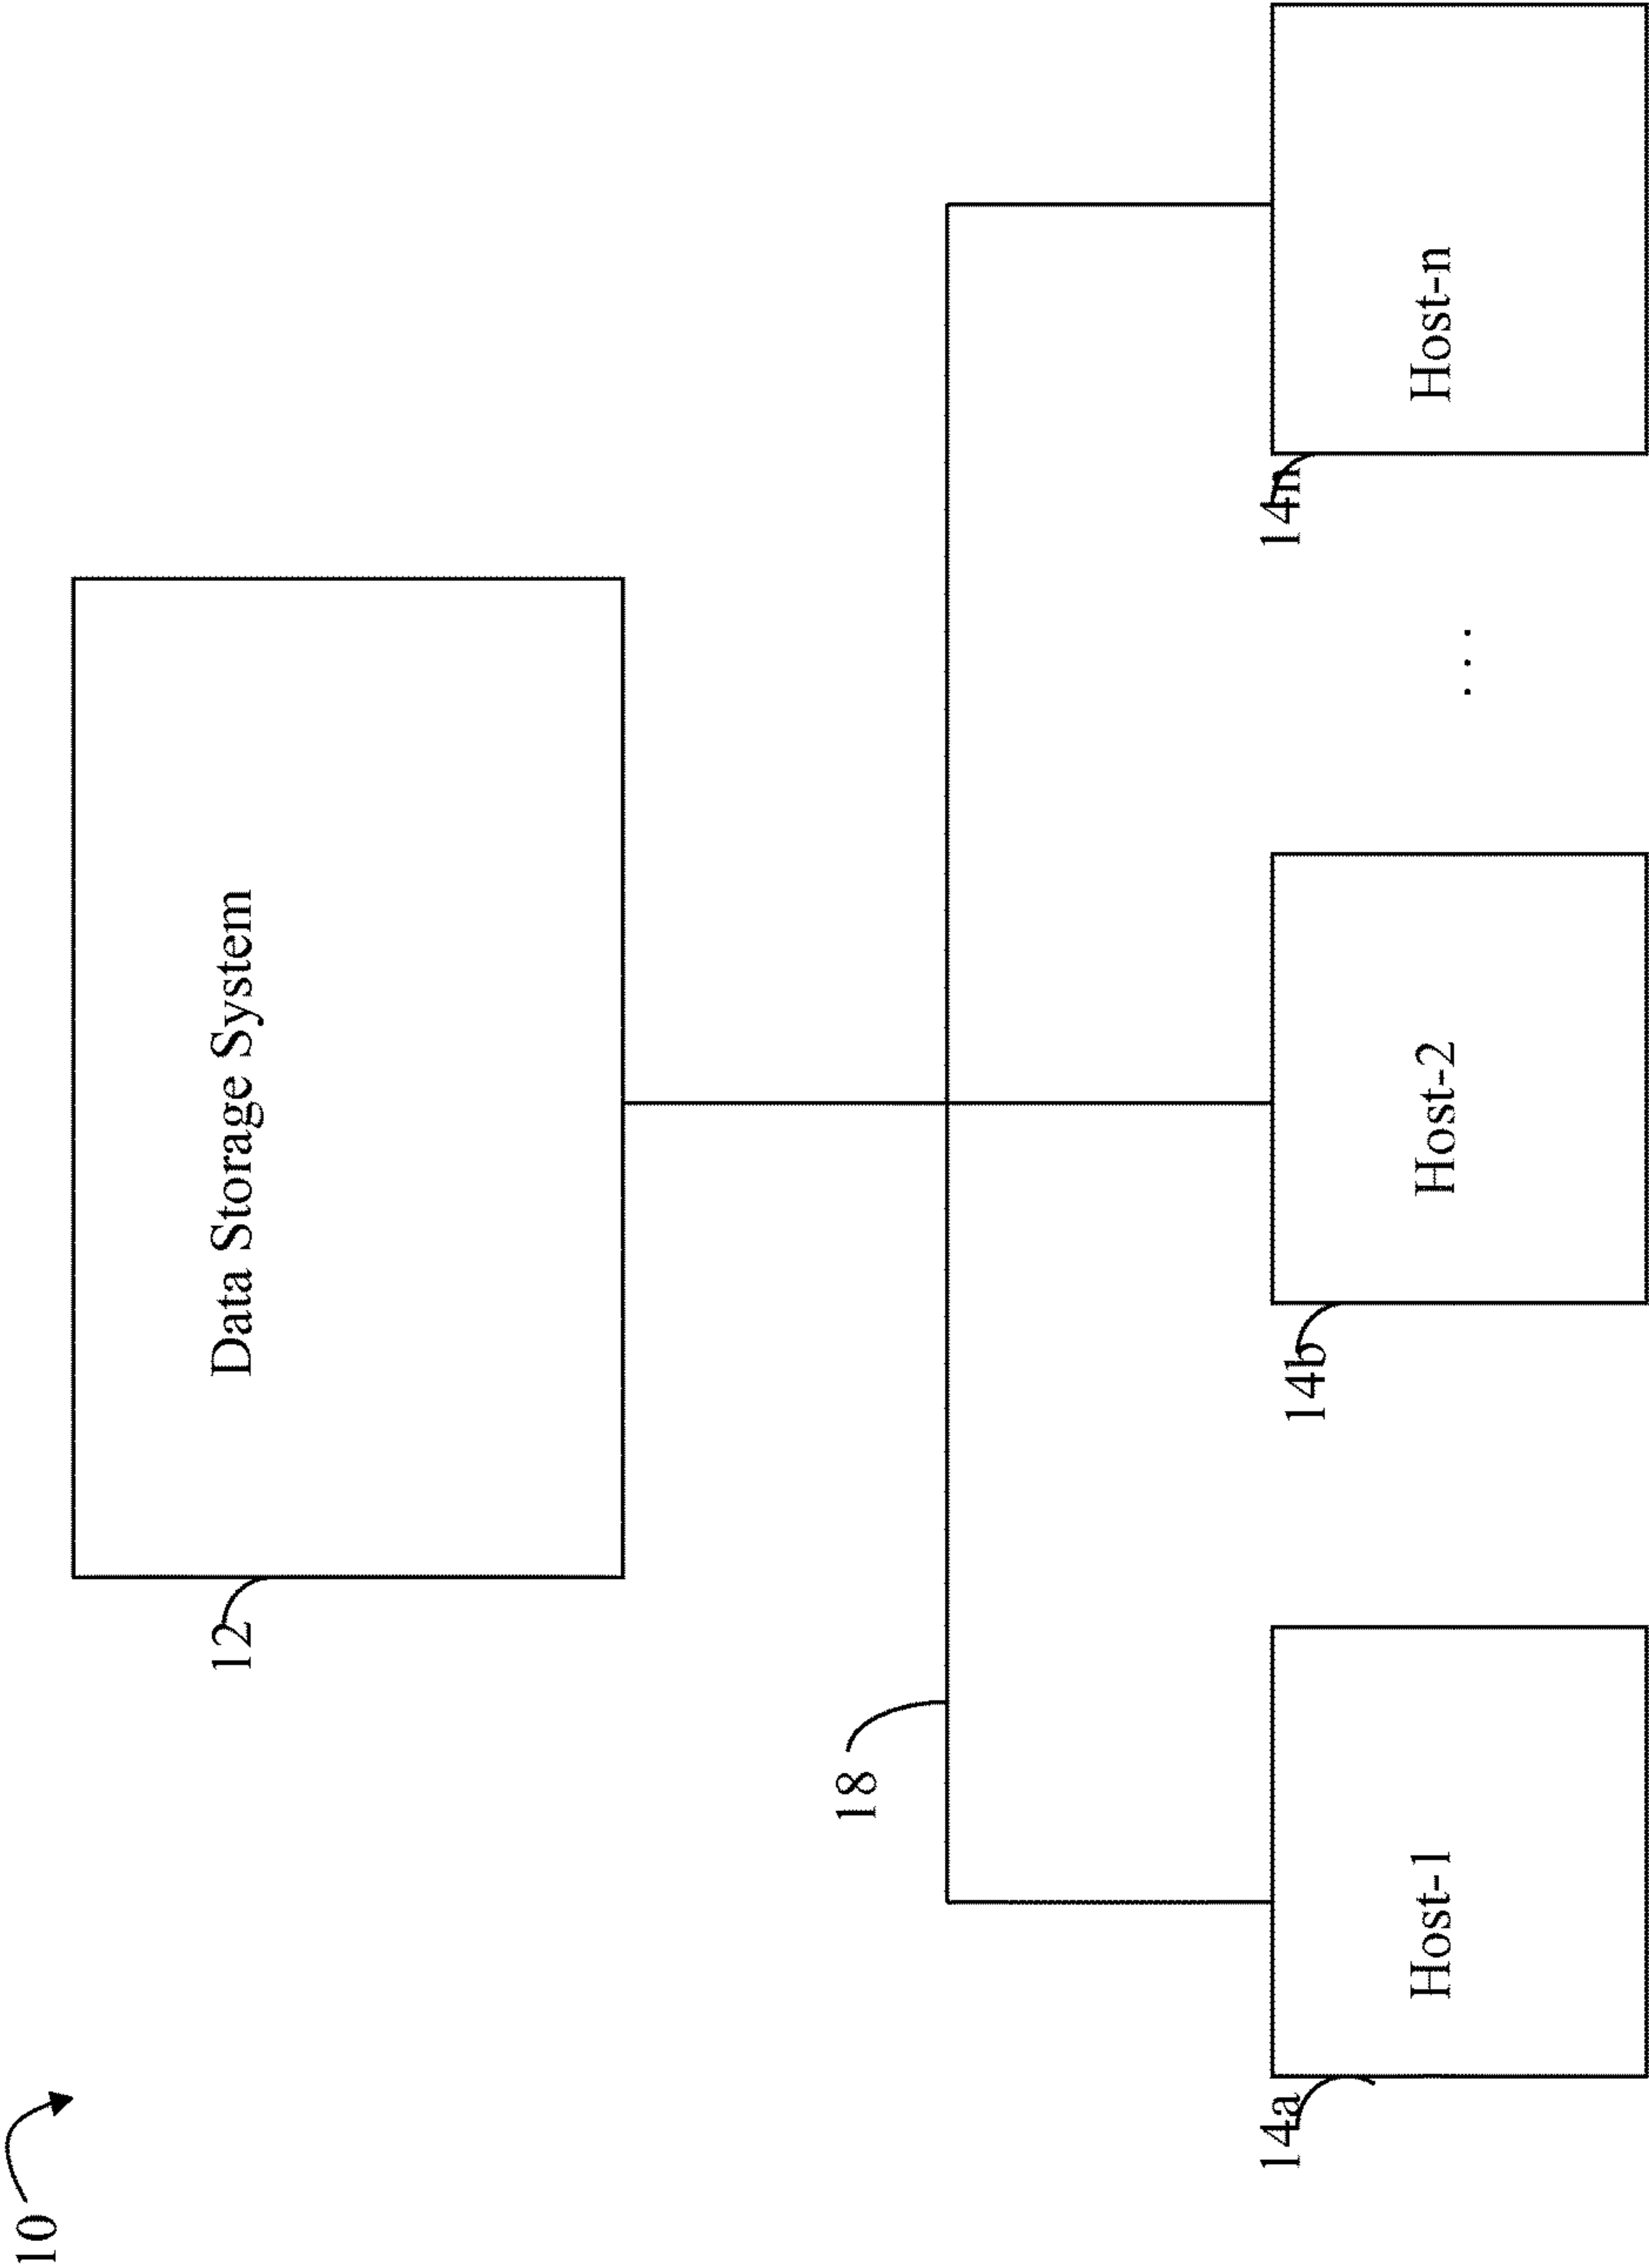 10
12
Data Storage System
18
14a
Host-1
14b
Host-2
. . .
14n
Host-n